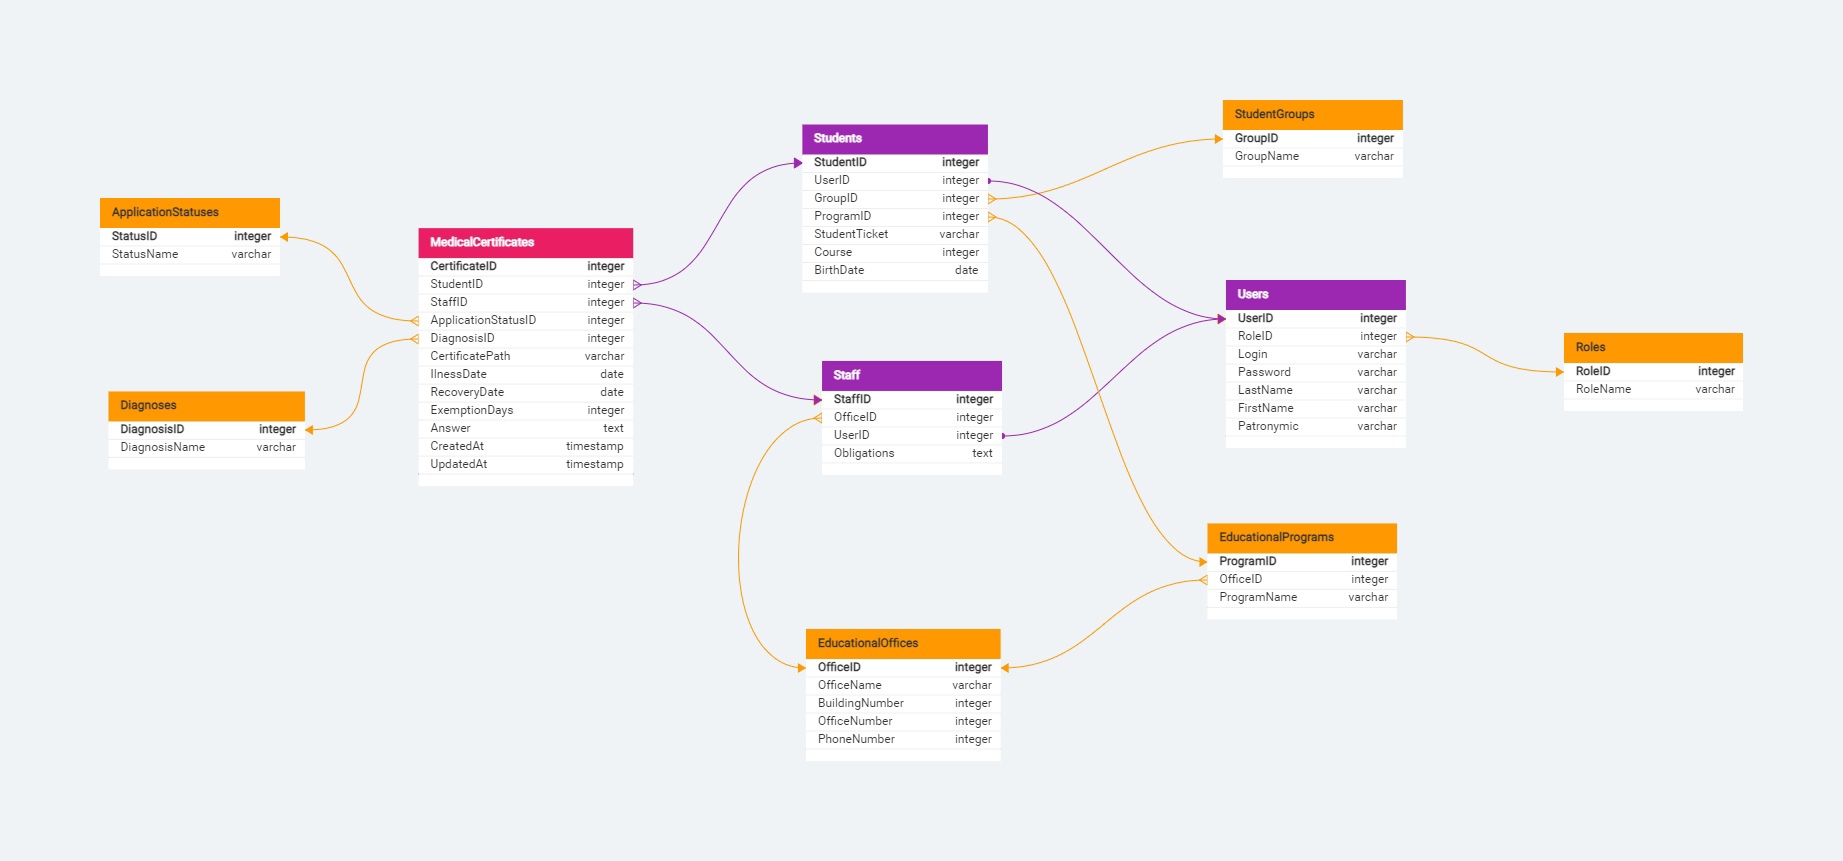 ApplicationStatuses
StatusID integer
StatusName varchar
Diagnoses
DiagnosisID integer
DiagnosisName varchar
MedicalCertificates
CertificateID integer
StudentID integer
StaffID integer
ApplicationStatusID integer
DiagnosisID integer
CertificatePath varchar
IlnessDate date
RecoveryDate date
ExemptionDays integer
Answer text
CreatedAt timestamp
UpdatedAt timestamp
Students
StudentID integer
UserID integer
GroupID integer
ProgramID integer
StudentTicket varchar
Course integer
BirthDate date
Staff
StaffID integer
OfficeID integer
UserID integer
Obligations text
EducationalOffices
OfficeID integer
OfficeName varchar
BuildingNumber integer
OfficeNumber integer
PhoneNumber integer
StudentGroups
GroupID integer
GroupName varchar
Users
UserID integer
RoleID integer
Login varchar
Password varchar
LastName varchar
FirstName varchar
Patronymic varchar
EducationalPrograms
ProgramID integer
OfficeID integer
ProgramName varchar
Roles
RoleID integer
RoleName varchar